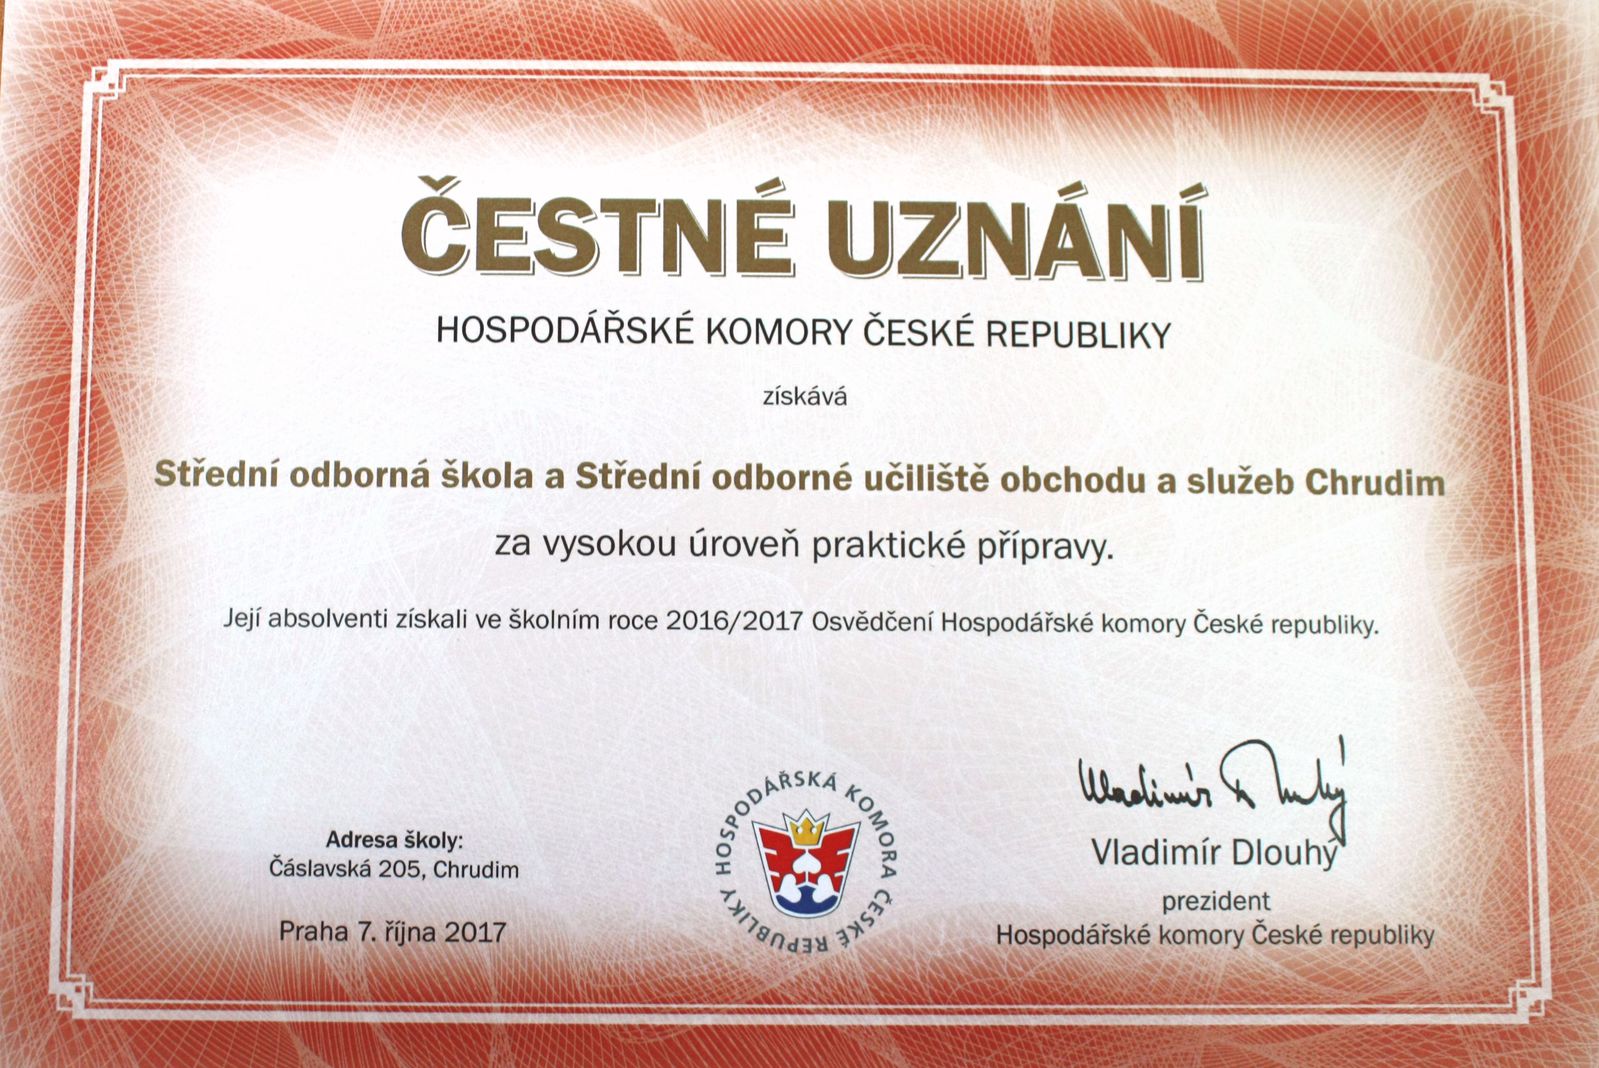 ČESTNÉ UZNÁNÍ
HOSPODÁŘSKÉ KOMORY ČESKÉ REPUBLIKY
získává
Střední odborná škola a Střední odborné učiliště obchodu a služeb Chrudim
za vysokou úroveň praktické přípravy.
Její absolventi získali ve školním roce 2016/2017 Osvědčení Hospodářské komory České republiky.
Adresa školy:
Čáslavská 205, Chrudim
Praha 7. října 2017
HOSPODÁŘSKÁ KOMORA ČESKÉ REPUBLIKY
Vladimír Dlouhý
Vladimír Dlouhý
prezident
Hospodářské komory České republiky